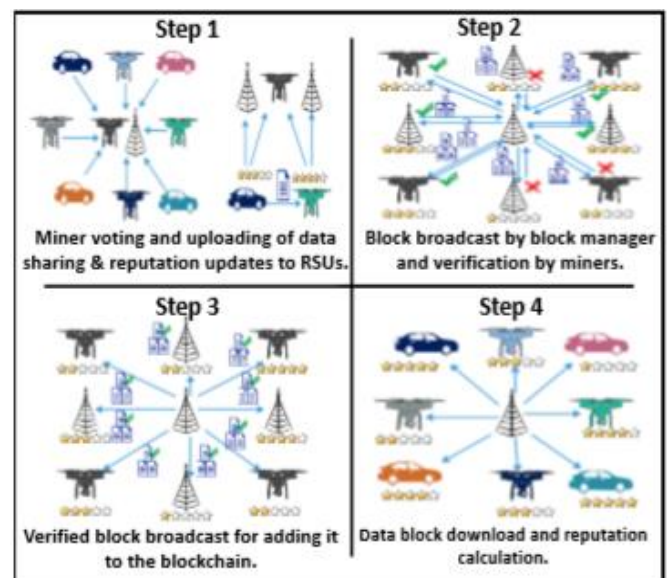 Step 1
Miner voting and uploading of data
sharing & reputation updates to RSUs.
Step 2
Block broadcast by block manager
and verification by miners.
Step 3
Verified block broadcast for adding it
to the blockchain.
Step 4
Data block download and reputation
calculation.